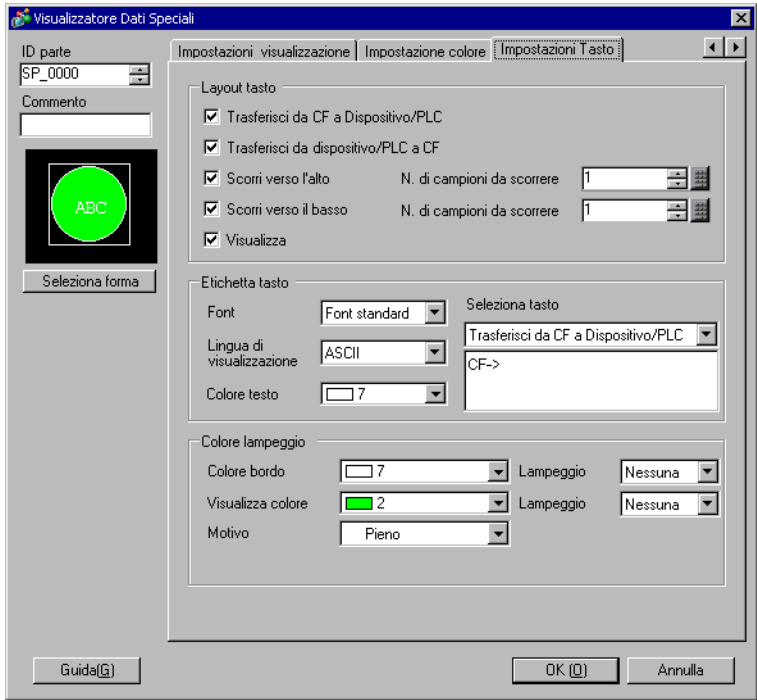 Visualizzatore Dati Speciali
ID parte
SP_0000
Commento
ABC
Seleziona forma
Impostazioni visualizzazione
Impostazione colore
Impostazioni Tasto
Layout tasto
Trasferisci da CF a Dispositivo/PLC
Trasferisci da dispositivo/PLC a CF
Scorri verso l'alto N. di campioni da scorrere 1
Scorri verso il basso N. di campioni da scorrere 1
Visualizza
Etichetta tasto
Font Font standard
Lingua di
visualizzazione ASCII
Colore testo 7
Seleziona tasto
Trasferisci da CF a Dispositivo/PLC
CF->
Colore lampeggio
Colore bordo 7 Lampeggio Nessuna
Visualizza colore 2 Lampeggio Nessuna
Motivo Pieno
Guida(G)
OK (O)
Annulla